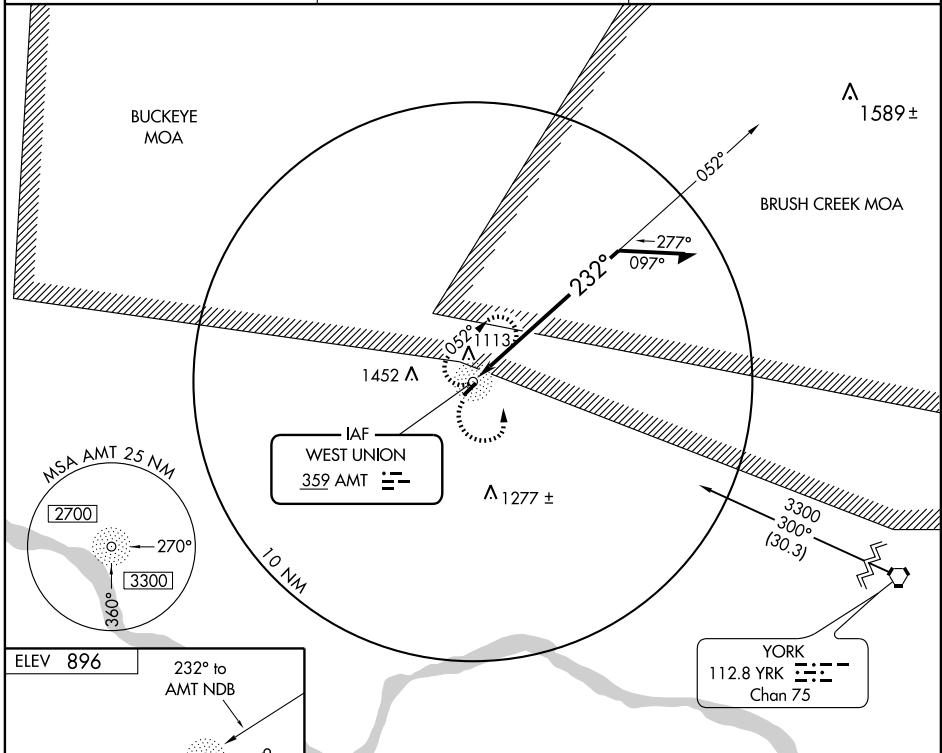 BUCKEYE
MOA
1589 ±
052°
BRUSH CREEK MOA
277°
097°
232°
052°
1113
1452
IAF
WEST UNION
359 AMT
1277 ±
MSA AMT 25 NM
2700
270°
3300
360°
10 NM
3300
300°
(30.3)
YORK
112.8 YRK
Chan 75
ELEV 896
232° to
AMT NDB